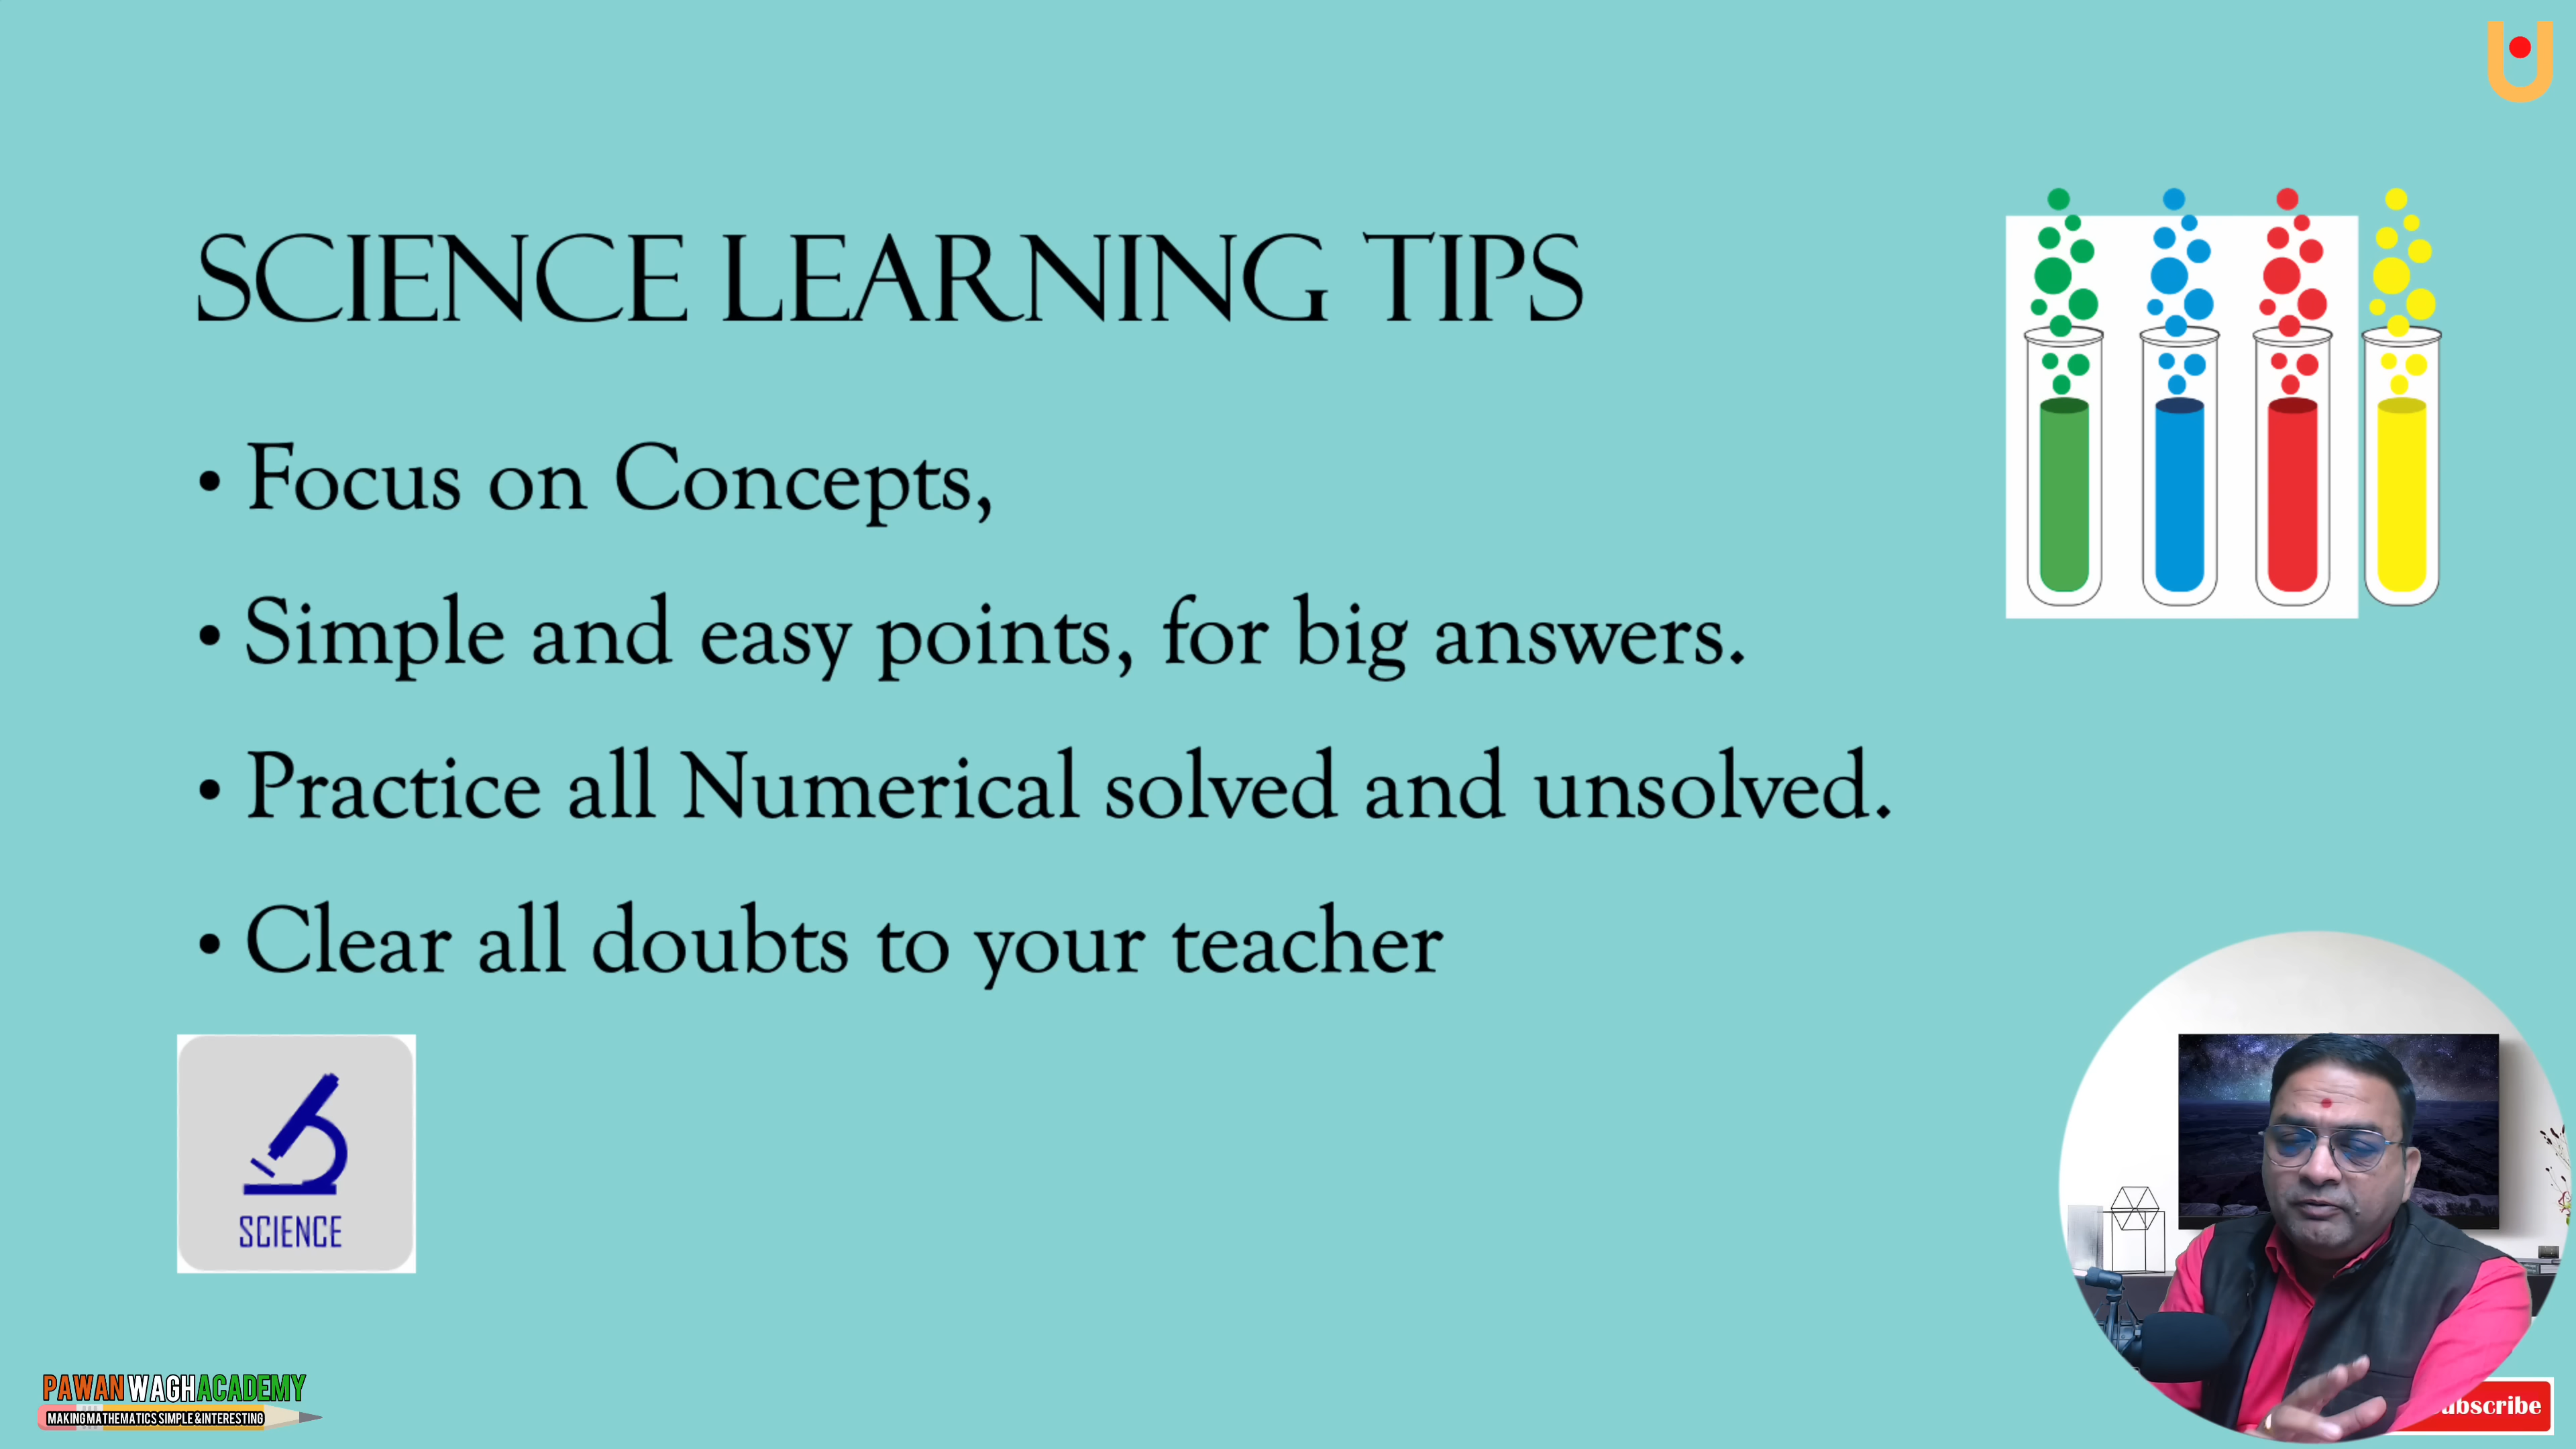 SCIENCE LEARNING TIPS
• Focus on Concepts,
• Simple and easy points, for big answers.
• Practice all Numerical solved and unsolved.
• Clear all doubts to your teacher
SCIENCE
PAWAN WAGH ACADEMY
MAKING MATHEMATICS SIMPLE & INTERESTING